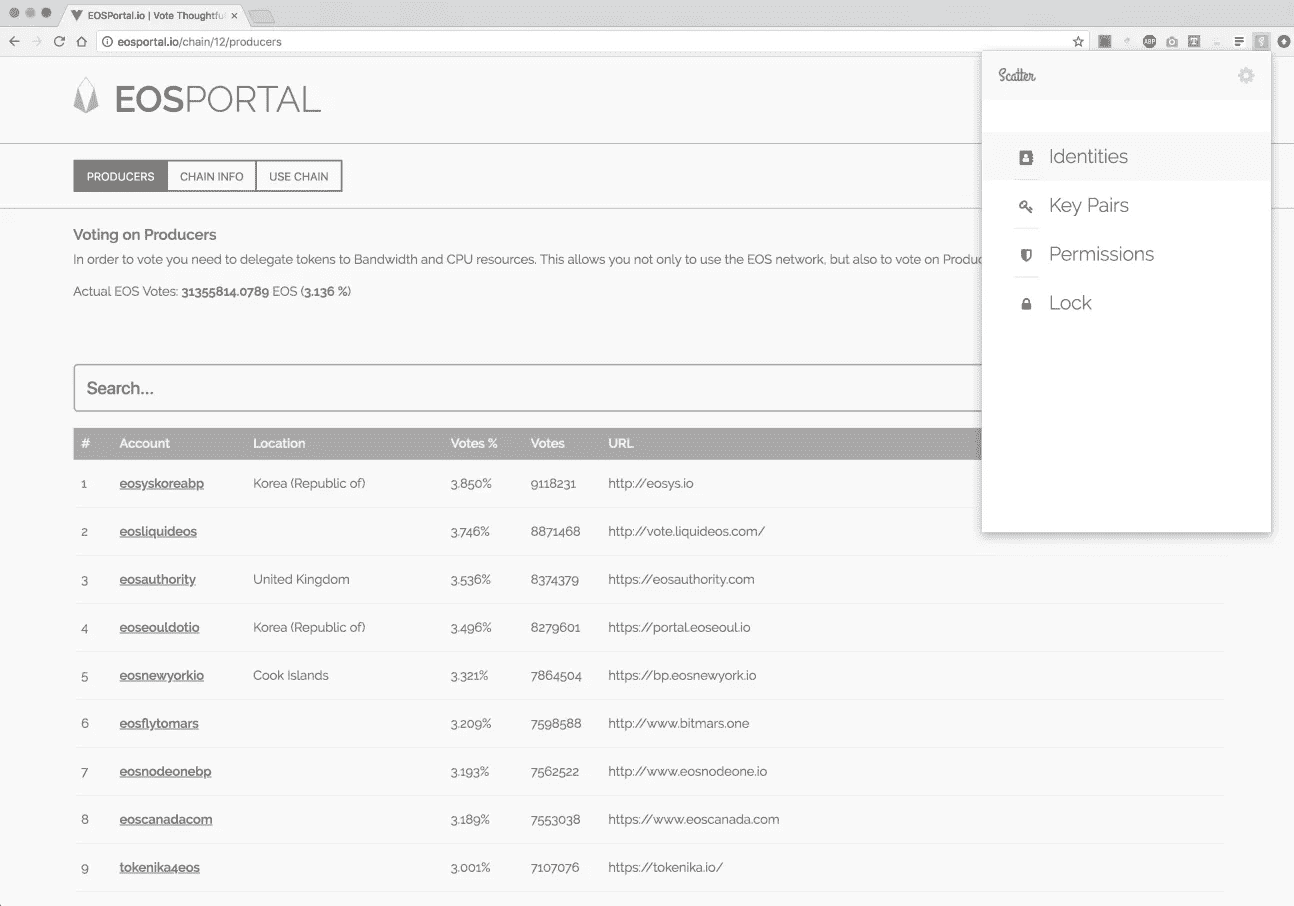 EOSPortal.io | Vote Thoughtfu
eosportal.io/chain/12/producers
ABP
T
Scatter
EOSPORTAL
Identities
PRODUCERS CHAIN INFO USE CHAIN
Key Pairs
Permissions
Lock
Voting on Producers
In order to vote you need to delegate tokens to Bandwidth and CPU resources. This allows you not only to use the EOS network, but also to vote on Produc
Actual EOS Votes: 31355814.0789 EOS (3.136 %)
Search...
# Account Location Votes % Votes URL
1 eosyskoreabp Korea (Republic of) 3.850% 9118231 http://eosys.io
2 eosliquideos 3.746% 8871468 http://vote.liquideos.com/
3 eosauthority United Kingdom 3.536% 8374379 https://eosauthority.com
4 eoseouldotio Korea (Republic of) 3.496% 8279601 https://portal.eoseoul.io
5 eosnewyorkio Cook Islands 3.321% 7864504 https://bp.eosnewyork.io
6 eosflytomars 3.209% 7598588 http://www.bitmars.one
7 eosnodeonebp 3.193% 7562522 http://www.eosnodeone.io
8 eoscanadacom 3.189% 7553038 https://www.eoscanada.com
9 tokenika4eos 3.001% 7107076 https://tokenika.io/